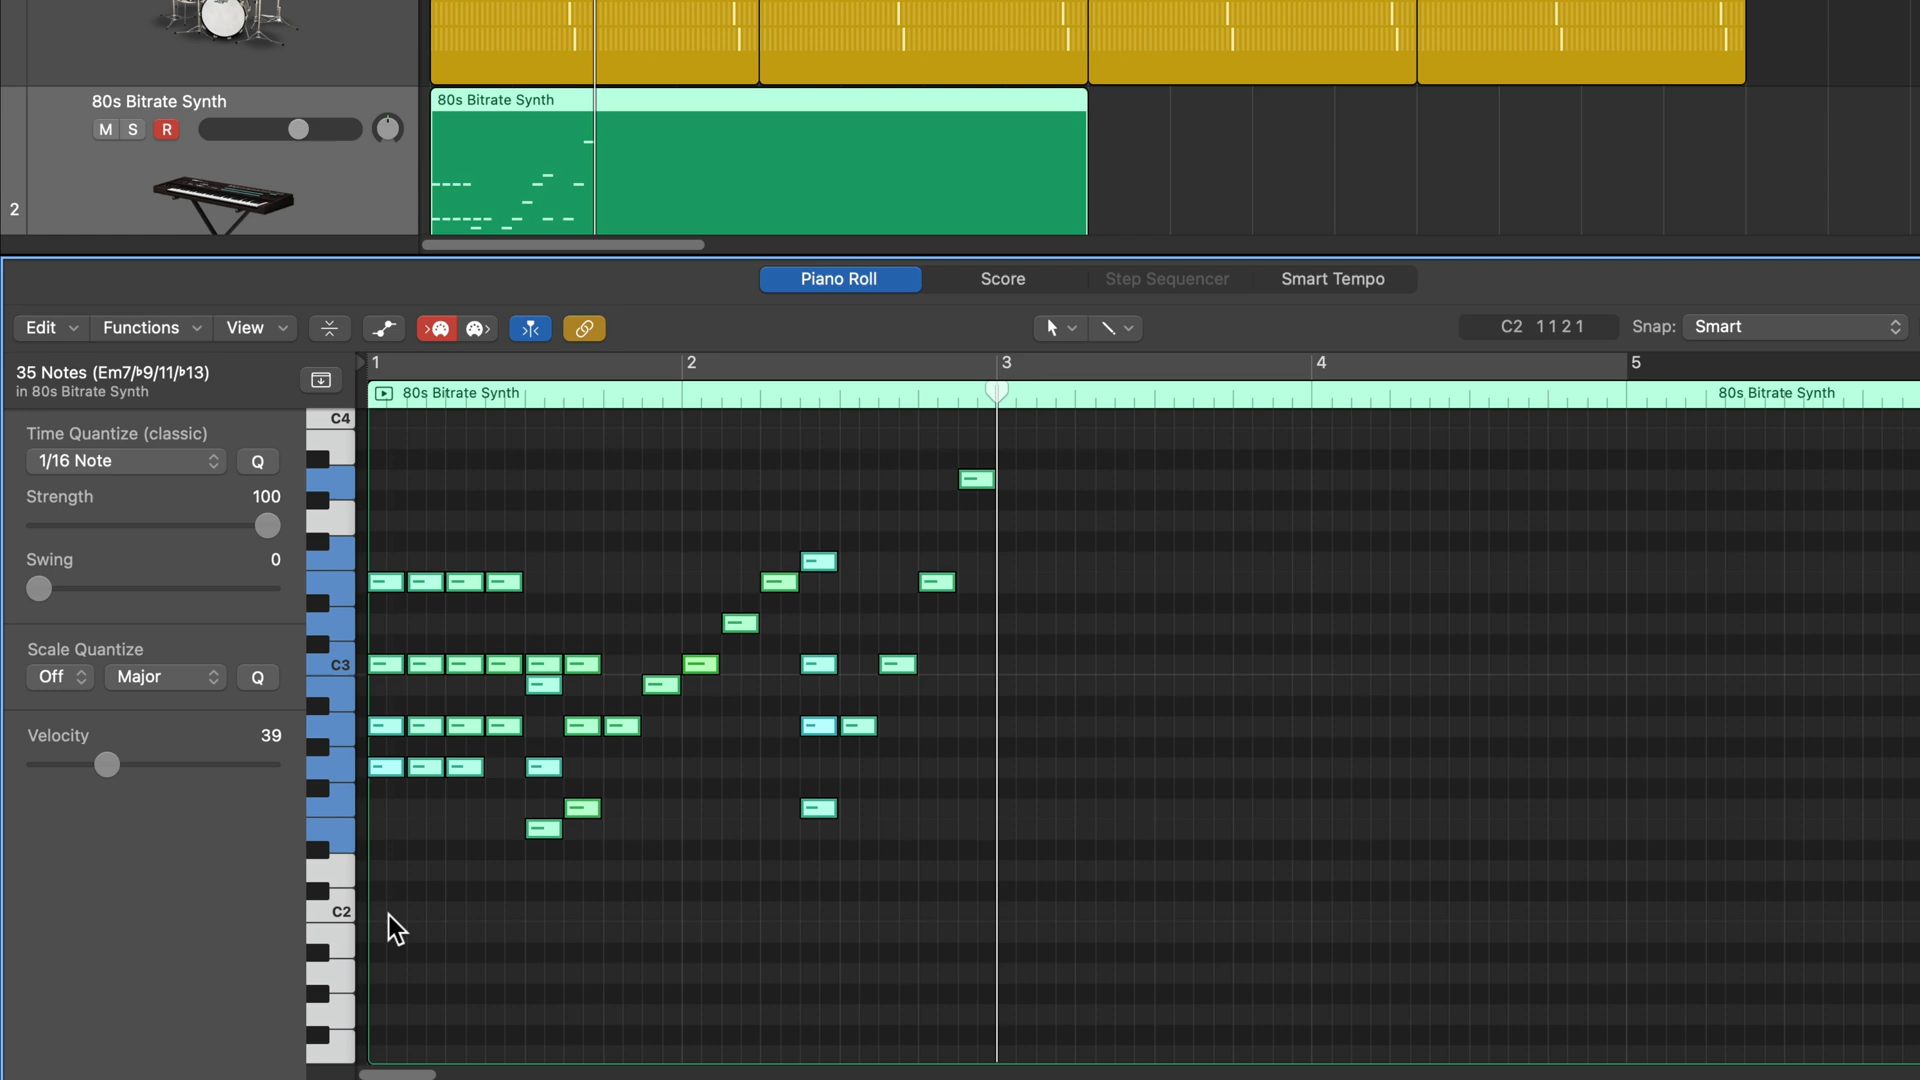 80s Bitrate Synth
M S R
2
80s Bitrate Synth
Piano Roll Score Step Sequencer Smart Tempo
Edit Functions View
C2 1 1 2 1 Snap: Smart
35 Notes (Em7/♭9/11/♭13)
in 80s Bitrate Synth
1 2 3 4 5
80s Bitrate Synth 80s Bitrate Synth
Time Quantize (classic)
1/16 Note Q
Strength 100
Swing 0
Scale Quantize
Off Major Q
Velocity 39
C4
C3
C2